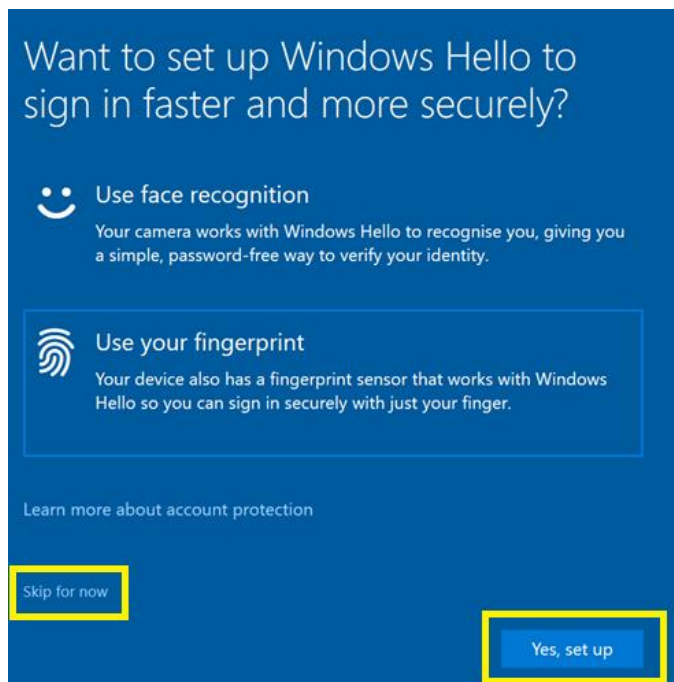 Want to set up Windows Hello to
sign in faster and more securely?
Use face recognition
Your camera works with Windows Hello to recognise you, giving you
a simple, password-free way to verify your identity.
Use your fingerprint
Your device also has a fingerprint sensor that works with Windows
Hello so you can sign in securely with just your finger.
Learn more about account protection
Skip for now
Yes, set up